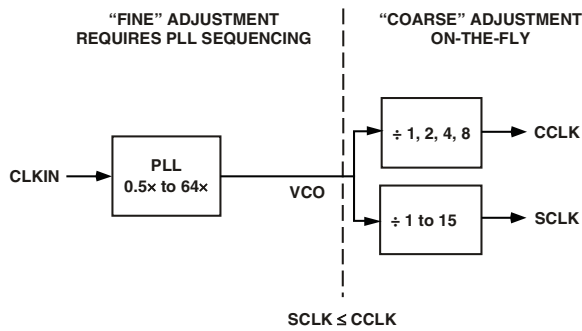 “FINE” ADJUSTMENT
REQUIRES PLL SEQUENCING
“COARSE” ADJUSTMENT
ON-THE-FLY
CLKIN
PLL
0.5× to 64×
VCO
÷ 1, 2, 4, 8
CCLK
÷ 1 to 15
SCLK
SCLK ≤ CCLK